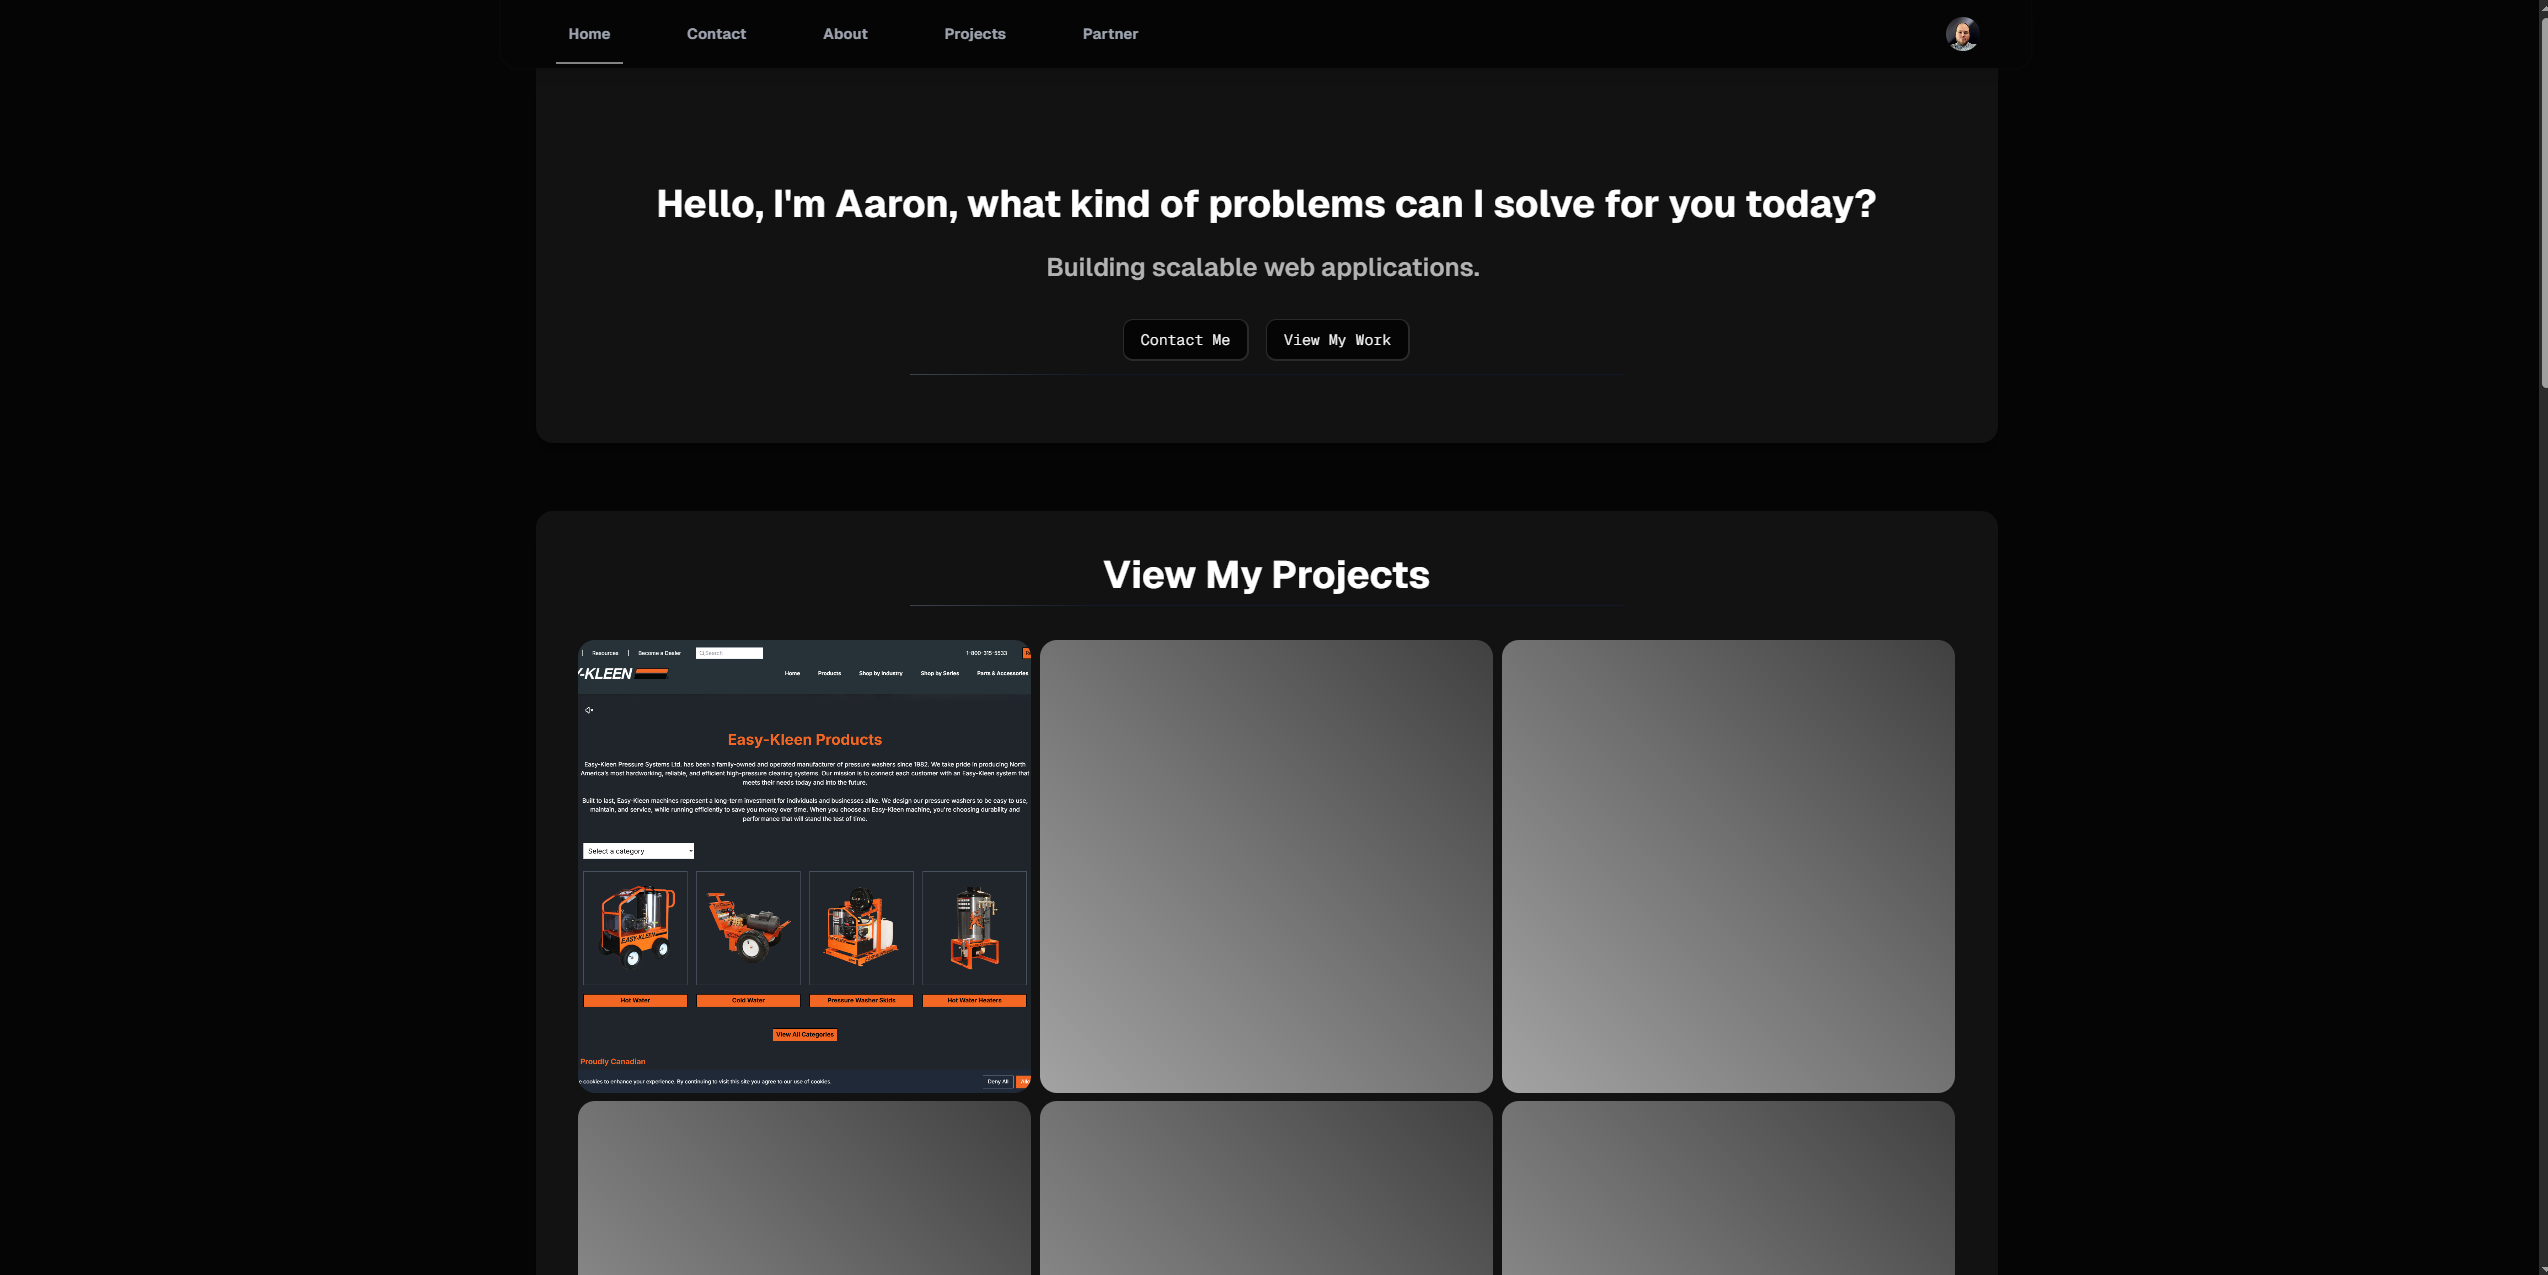 Home Contact About Projects Partner
Hello, I'm Aaron, what kind of problems can I solve for you today?
Building scalable web applications.
Contact Me View My Work
View My Projects
| Resources | Become a Dealer Search 1-800-315-5533
Y-KLEEN Home Products Shop by Industry Shop by Series Parts & Accessories
Easy-Kleen Products
Easy-Kleen Pressure Systems Ltd. has been a family-owned and operated manufacturer of pressure washers since 1982. We take pride in producing North
America's most hardworking, reliable, and efficient high-pressure cleaning systems. Our mission is to connect each customer with an Easy-Kleen system that
meets their needs today and into the future.
Built to last, Easy-Kleen machines represent a long-term investment for individuals and businesses alike. We design our pressure washers to be easy to use,
maintain, and service, while running efficiently to save you money over time. When you choose an Easy-Kleen machine, you're choosing durability and
performance that will stand the test of time.
Select a category
EASY-KLEEN
Hot Water Cold Water Pressure Washer Skids Hot Water Heaters
View All Categories
Proudly Canadian
e cookies to enhance your experience. By continuing to visit this site you agree to our use of cookies. Deny All